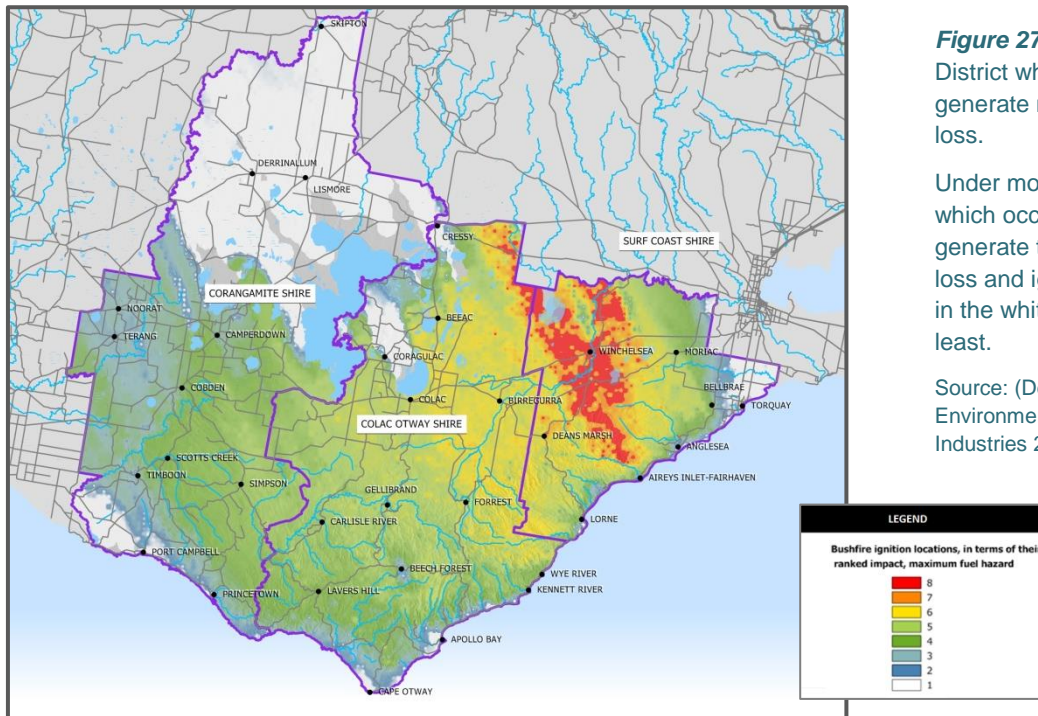 SKIPTON
DERRINALLUM
LISMORE
CRESSY
SURF COAST SHIRE
CORANGAMITE SHIRE
NOORAT
BEEAC
TERANG
CAMPERDOWN
WINCHELSEA
MORIAC
CORAGULAC
COBDEN
BELLBRAE
COLAC
BIRREGURRA
TORQUAY
COLAC OTWAY SHIRE
DEANS MARSH
ANGLESEA
SCOTTS CREEK
TIMBOON
SIMPSON
AIREYS INLET-FAIRHAVEN
GELLIBRAND
FORREST
CARLISLE RIVER
LORNE
PORT CAMPBELL
BEECH FOREST
WYE RIVER
PRINCETOWN
LAVERS HILL
KENNETT RIVER
APOLLO BAY
CAPE OTWAY
Figure 27
District wh
generate
loss.
Under mo
which occ
generate
loss and i
in the whit
least.
Source: (De
Environme
Industries 2
LEGEND
Bushfire ignition locations, in terms of their
ranked impact, maximum fuel hazard
8
7
6
5
4
3
2
1